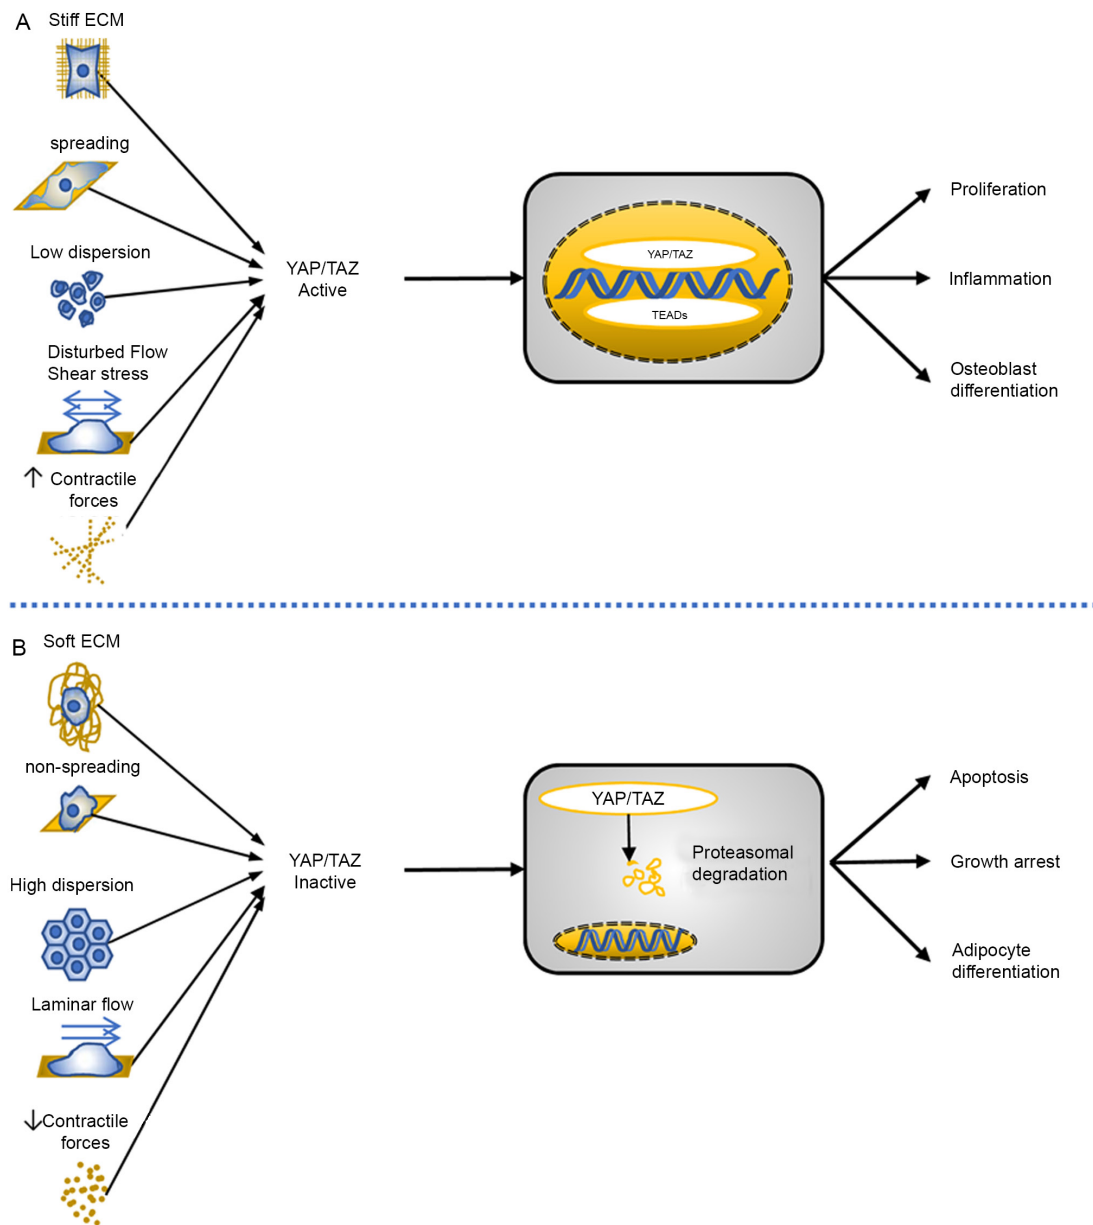 A
Stiff ECM
spreading
Low dispersion
Disturbed Flow
Shear stress
↑ Contractile
forces
YAP/TAZ
Active
YAP/TAZ
TEADs
Proliferation
Inflammation
Osteoblast
differentiation
B
Soft ECM
non-spreading
High dispersion
Laminar flow
↓Contractile
forces
YAP/TAZ
Inactive
YAP/TAZ
Proteasomal
degradation
Apoptosis
Growth arrest
Adipocyte
differentiation